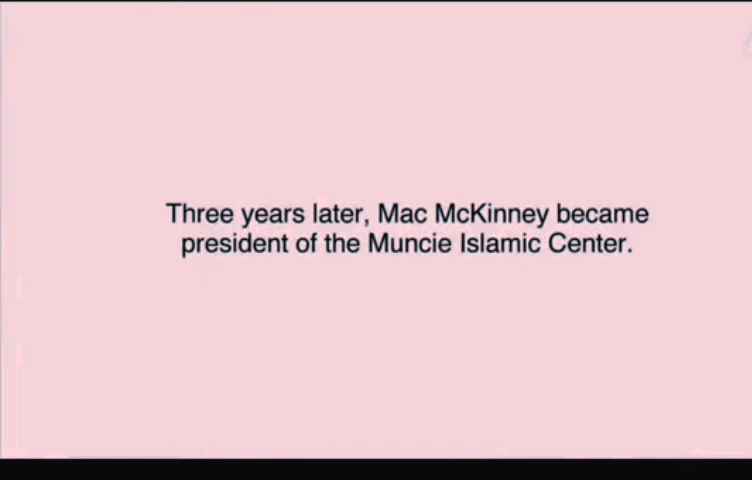 Three years later, Mac McKinney became
president of the Muncie Islamic Center.